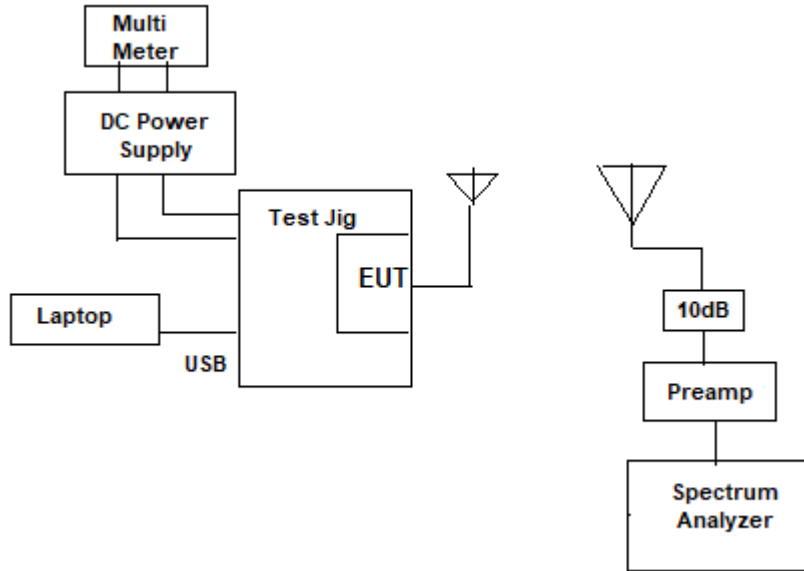 Multi
Meter
DC Power
Supply
Test Jig
EUT
Laptop
USB
10dB
Preamp
Spectrum
Analyzer